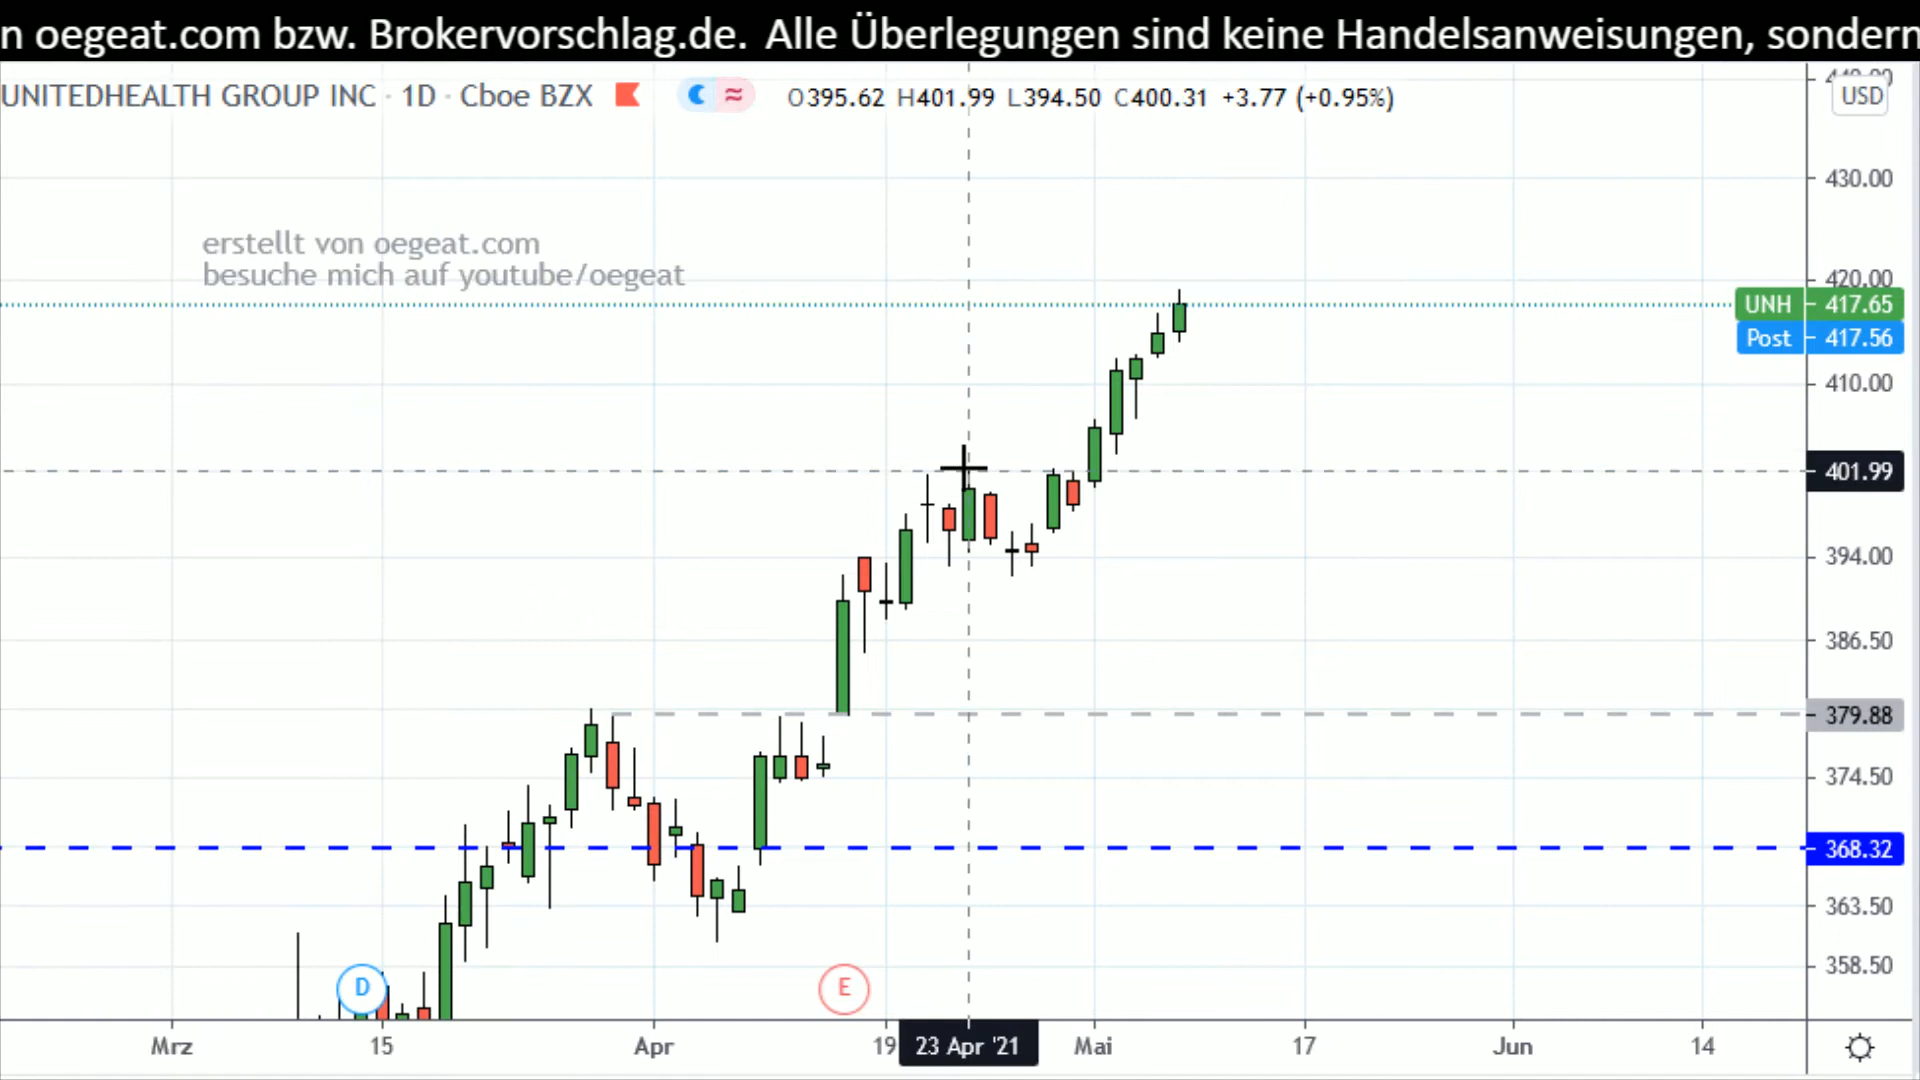 n oegeat.com bzw. Brokervorschlag.de. Alle Überlegungen sind keine Handelsanweisungen, sondern
UNITEDHEALTH GROUP INC · 1D · Cboe BZX O395.62 H401.99 L394.50 C400.31 +3.77 (+0.95%)
USD
430.00
erstellt von oegeat.com
besuche mich auf youtube/oegeat
420.00
UNH 417.65
Post 417.56
410.00
401.99
394.00
386.50
379.88
374.50
368.32
363.50
358.50
D
E
Mrz 15 Apr 19 23 Apr '21 Mai 17 Jun 14